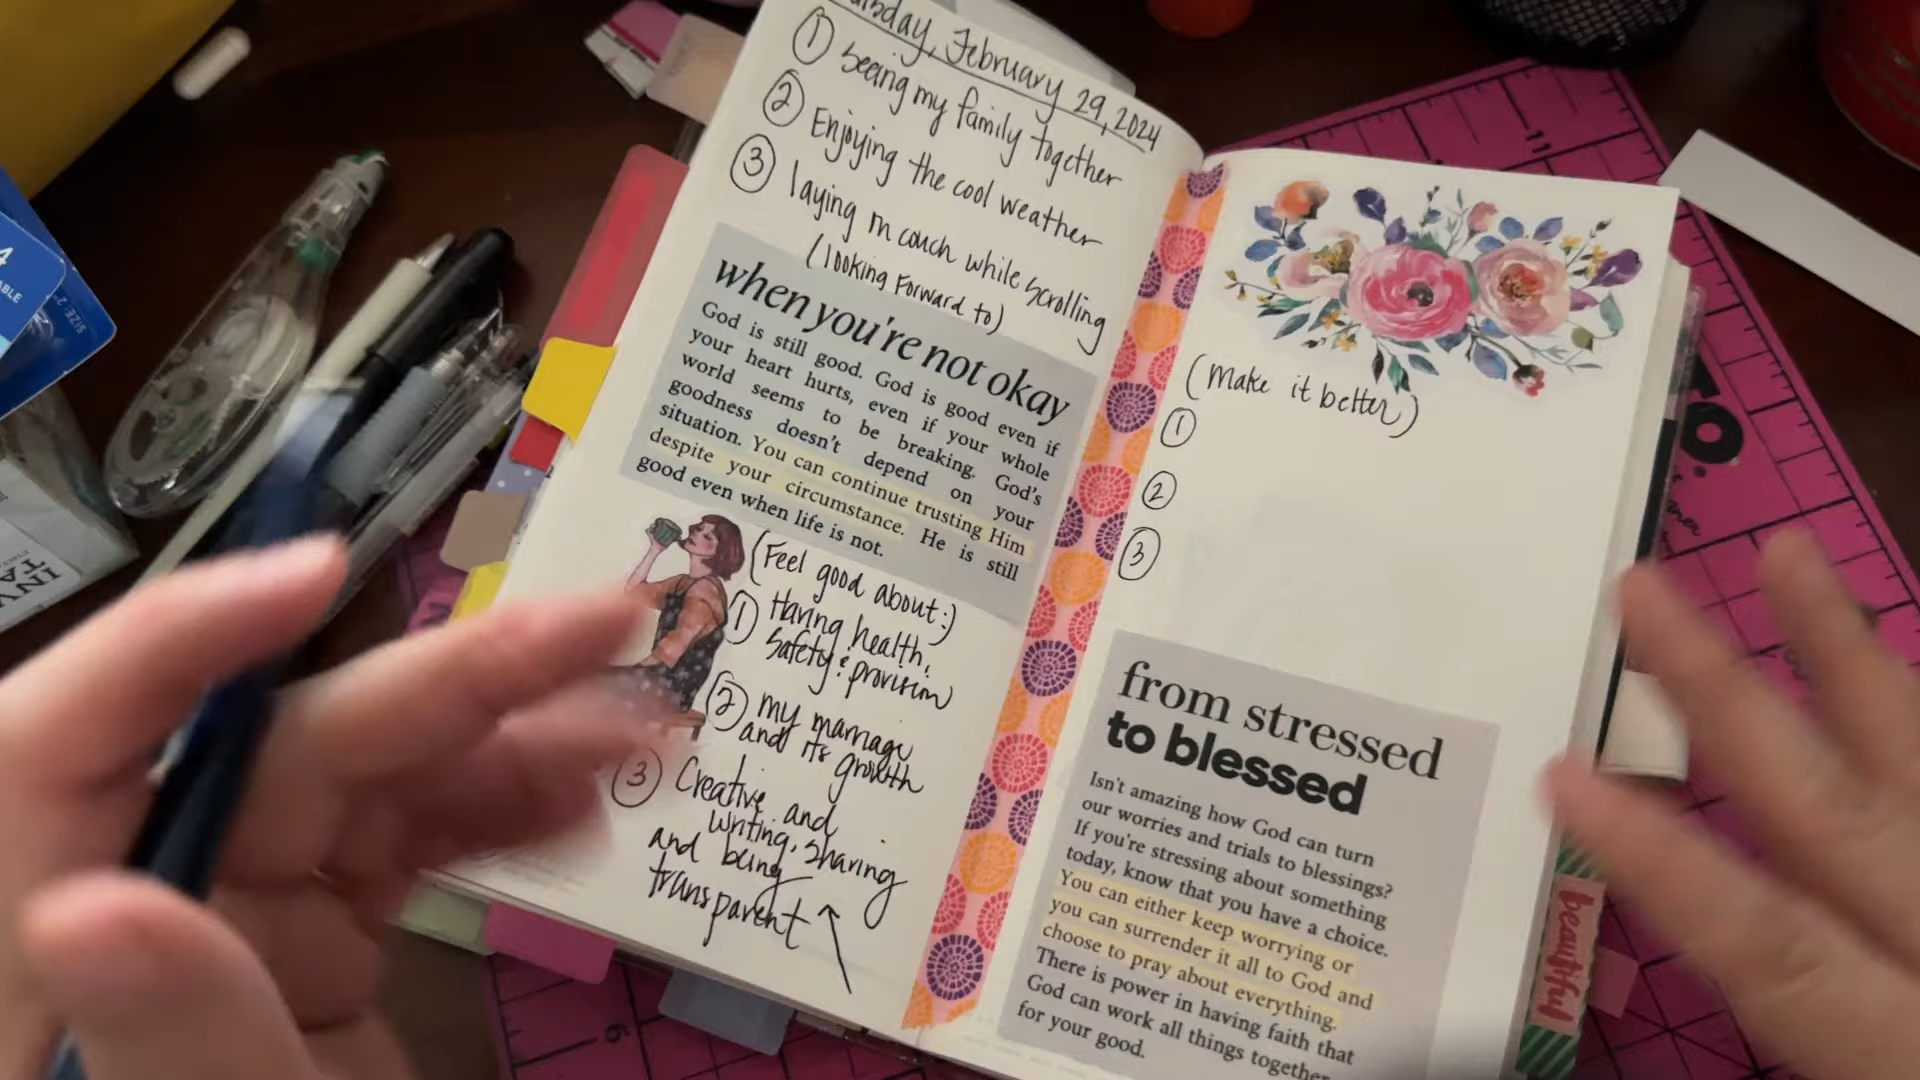 February 29, 2024
① Seeing my family together
② Enjoying the cool weather
③ laying on couch while scrolling
(looking Forward to)
when you're not okay
God is still good. God is good even if
your heart hurts, even if your whole
world seems to be breaking. God's
goodness doesn't depend on your
situation. You can continue trusting Him
despite your circumstance. He is still
good even when life is not.
(Feel good about:)
① Having health,
Safety & provision
② my marriage
and its growth
③ Creative and
writing, sharing
and being
transparent
(Make it better)
①
②
③
from stressed
to blessed
Isn't amazing how God can turn
our worries and trials to blessings?
If you're stressing about something
today, know that you have a choice.
You can either keep worrying or
you can surrender it all to God and
choose to pray about everything.
There is power in having faith that
God can work all things together
for your good.
beautiful